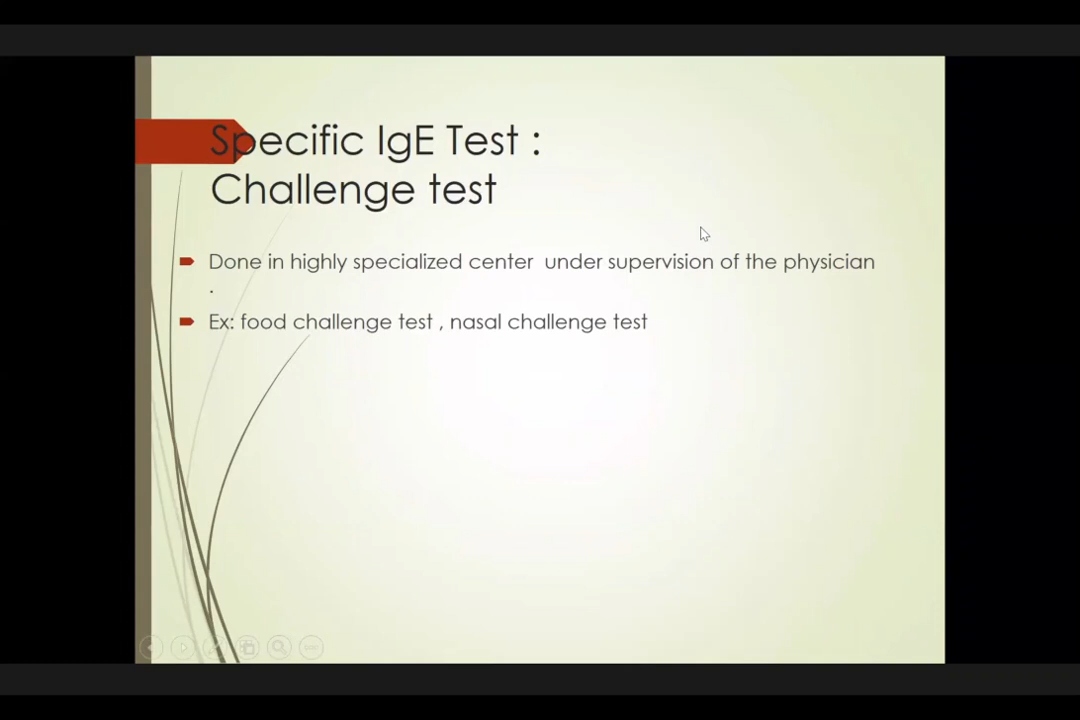 Specific IgE Test :
Challenge test
Done in highly specialized center under supervision of the physician
.
Ex: food challenge test , nasal challenge test